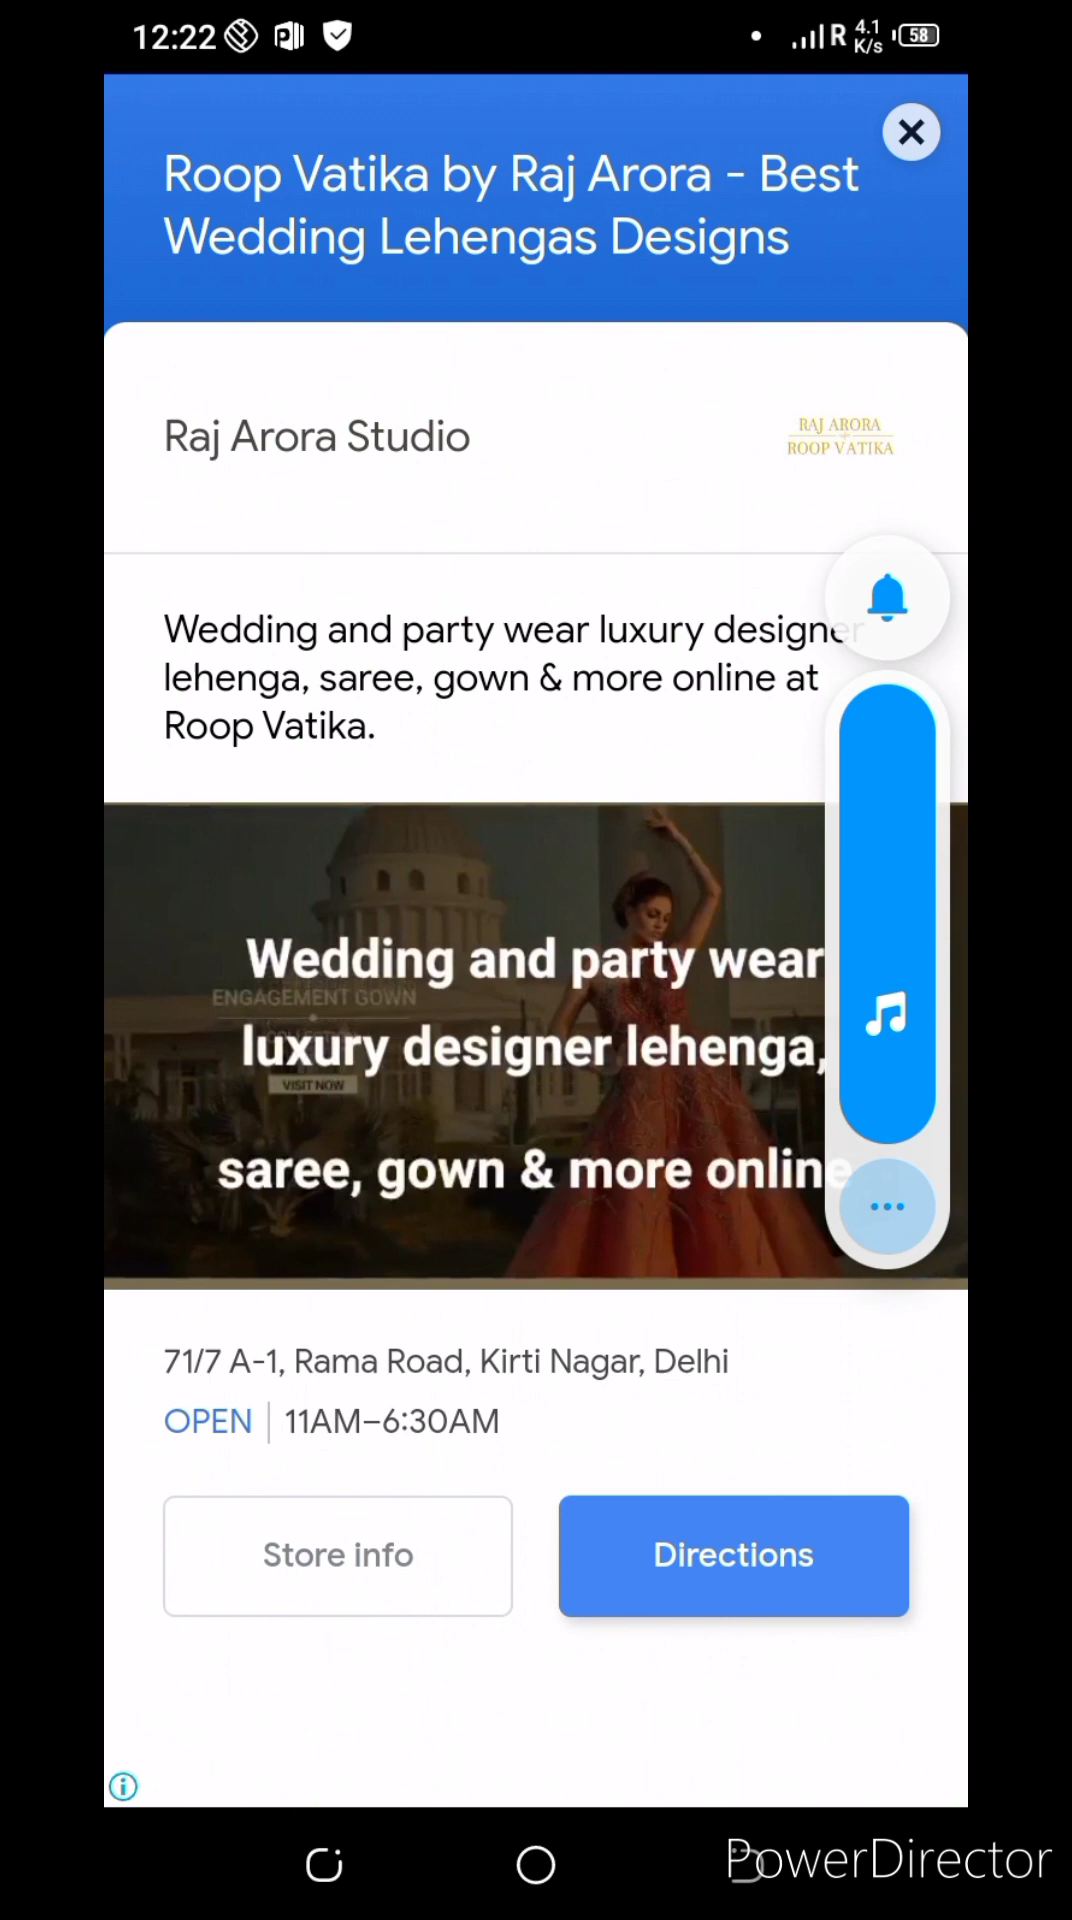 12:22
R 4.1 K/s 58
Roop Vatika by Raj Arora - Best
Wedding Lehengas Designs
Raj Arora Studio
RAJ ARORA
ROOP VATIKA
Wedding and party wear luxury designer
lehenga, saree, gown & more online at
Roop Vatika.
Wedding and party wear
ENGAGEMENT GOWN
luxury designer lehenga,
VISIT NOW
saree, gown & more online
71/7 A-1, Rama Road, Kirti Nagar, Delhi
OPEN | 11AM–6:30AM
Store info
Directions
PowerDirector